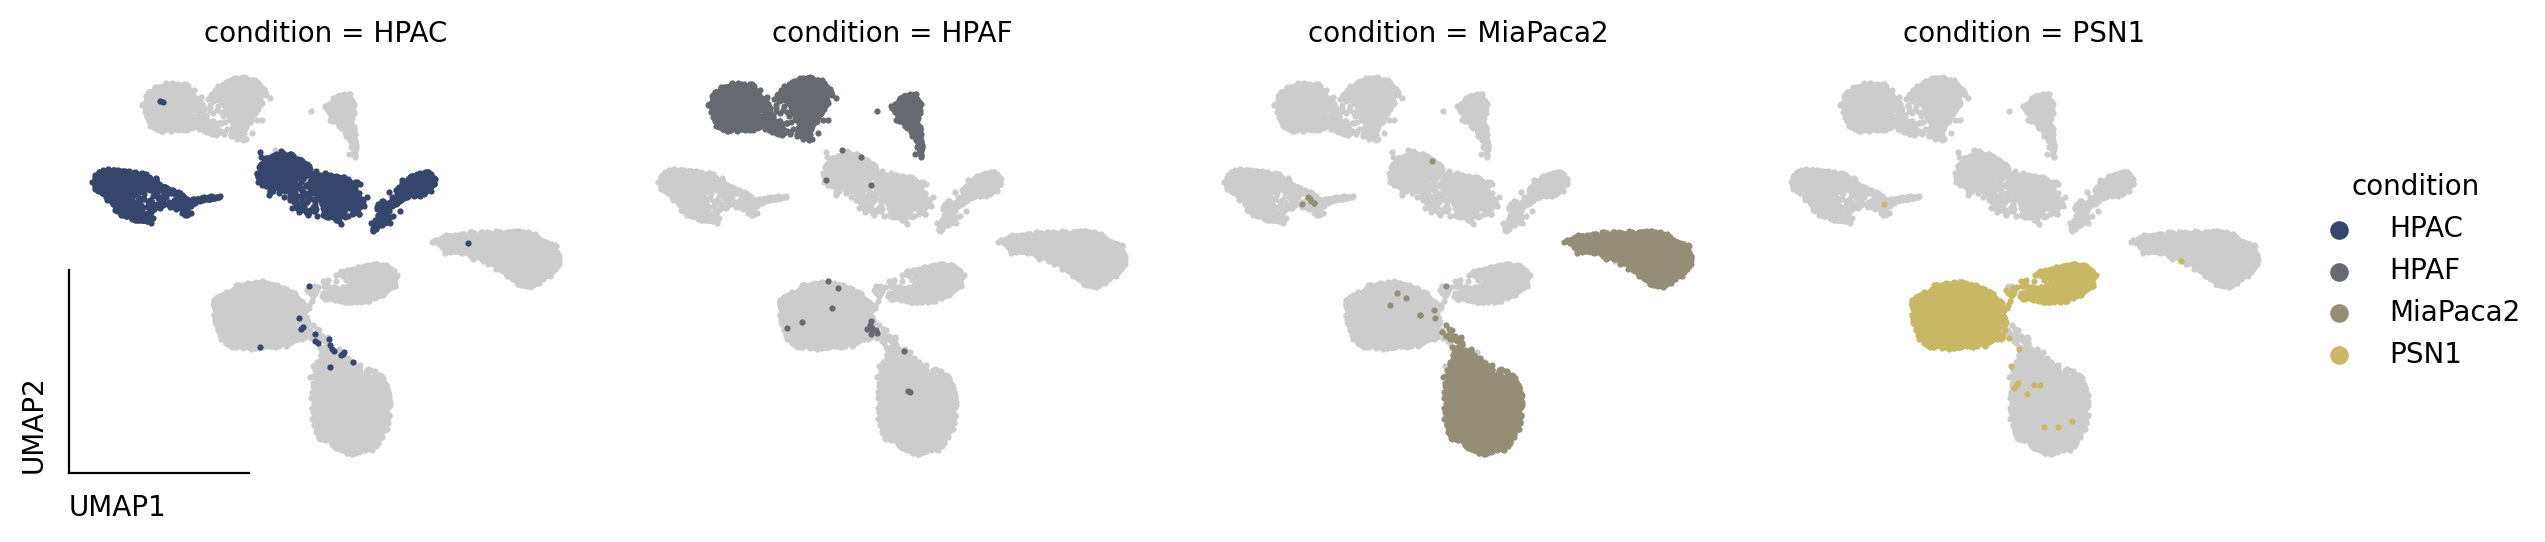 condition = HPAC
condition = HPAF
condition = MiaPaca2
condition = PSN1
condition
HPAC
HPAF
MiaPaca2
PSN1
UMAP2
UMAP1